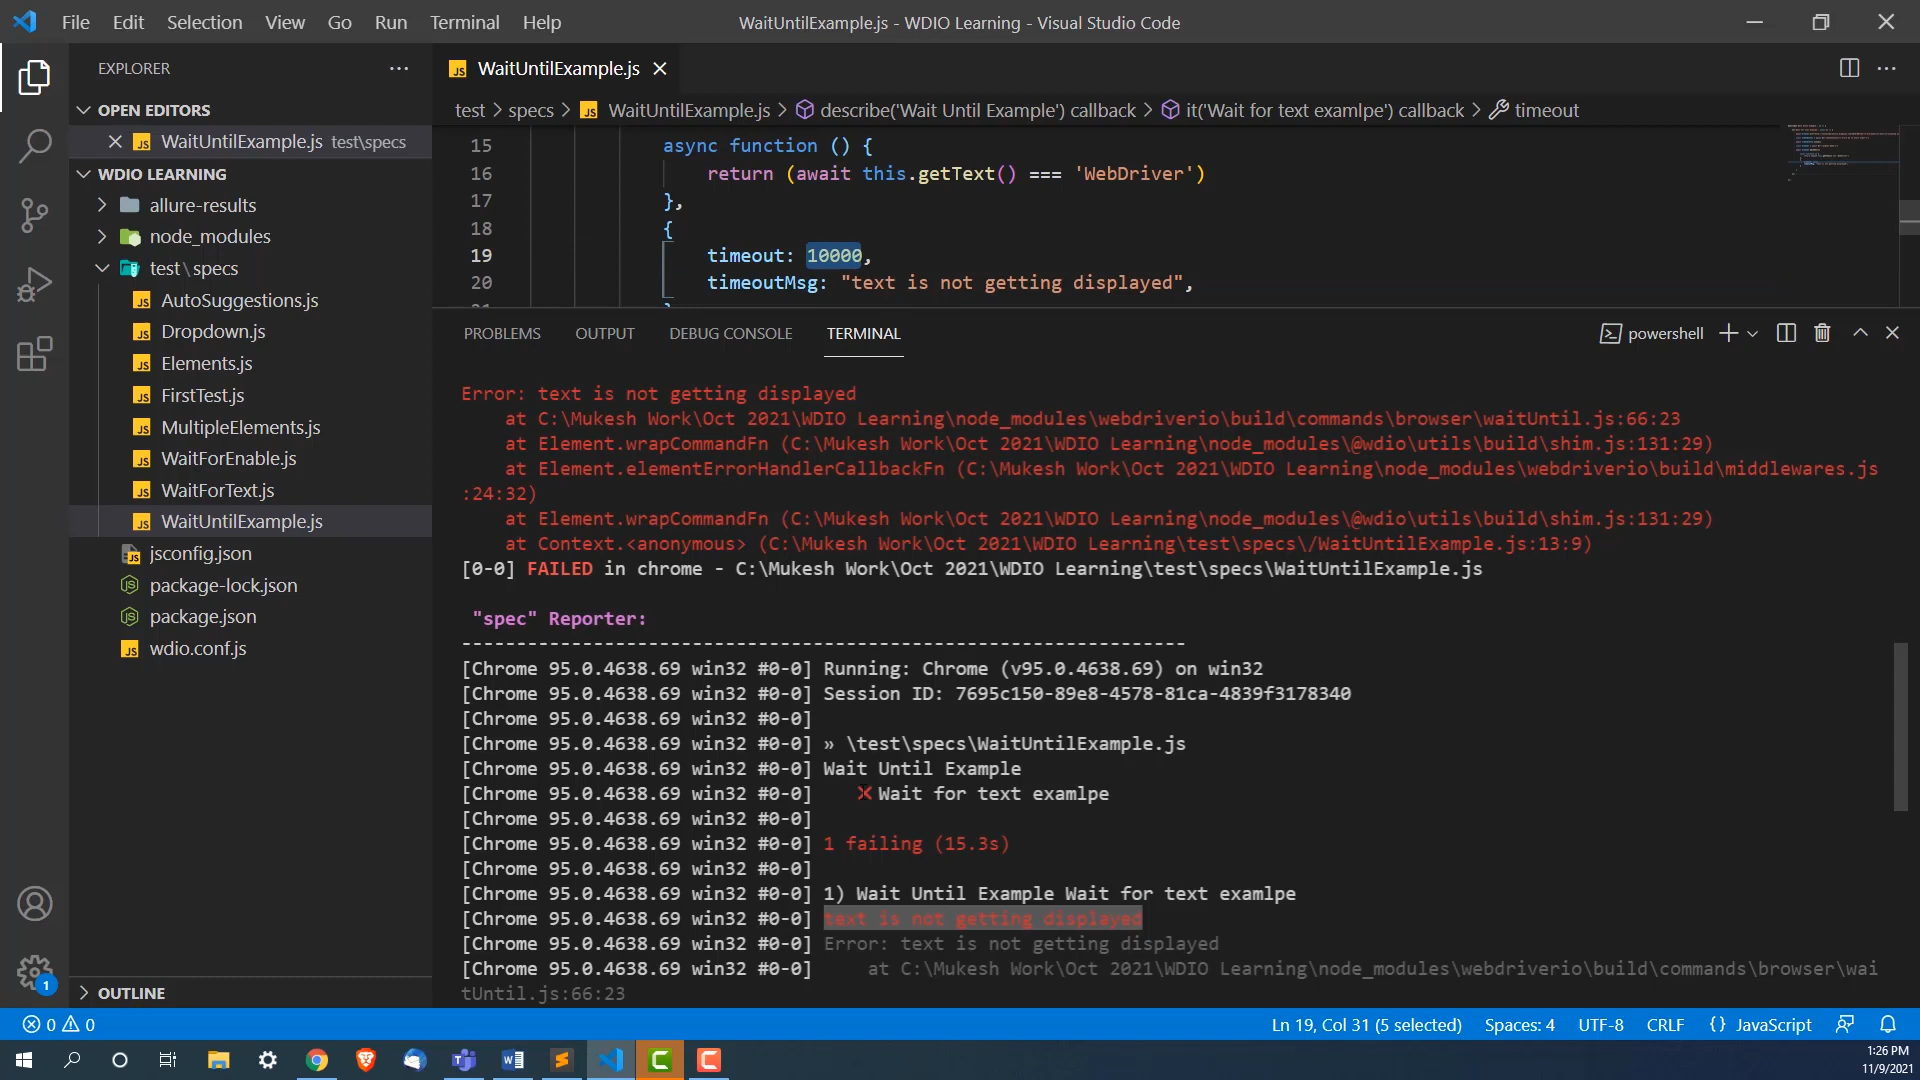 File Edit Selection View Go Run Terminal Help
WaitUntilExample.js - WDIO Learning - Visual Studio Code
EXPLORER
OPEN EDITORS
JS WaitUntilExample.js test\specs
WDIO LEARNING
allure-results
node_modules
test\specs
JS AutoSuggestions.js
JS Dropdown.js
JS Elements.js
JS FirstTest.js
JS MultipleElements.js
JS WaitForEnable.js
JS WaitForText.js
JS WaitUntilExample.js
jsconfig.json
package-lock.json
package.json
JS wdio.conf.js
OUTLINE
1
JS WaitUntilExample.js
test > specs > JS WaitUntilExample.js > describe('Wait Until Example') callback > it('Wait for text examlpe') callback > timeout
15 async function () {
16 return (await this.getText() === 'WebDriver')
17 },
18 {
19 timeout: 10000,
20 timeoutMsg: "text is not getting displayed",
PROBLEMS OUTPUT DEBUG CONSOLE TERMINAL
powershell
Error: text is not getting displayed
at C:\Mukesh Work\Oct 2021\WDIO Learning\node_modules\webdriverio\build\commands\browser\waitUntil.js:66:23
at Element.wrapCommandFn (C:\Mukesh Work\Oct 2021\WDIO Learning\node_modules\@wdio\utils\build\shim.js:131:29)
at Element.elementErrorHandlerCallbackFn (C:\Mukesh Work\Oct 2021\WDIO Learning\node_modules\webdriverio\build\middlewares.js
:24:32)
at Element.wrapCommandFn (C:\Mukesh Work\Oct 2021\WDIO Learning\node_modules\@wdio\utils\build\shim.js:131:29)
at Context.<anonymous> (C:\Mukesh Work\Oct 2021\WDIO Learning\test\specs\/WaitUntilExample.js:13:9)
[0-0] FAILED in chrome - C:\Mukesh Work\Oct 2021\WDIO Learning\test\specs\WaitUntilExample.js
"spec" Reporter:
------------------------------------------------------------------
[Chrome 95.0.4638.69 win32 #0-0] Running: Chrome (v95.0.4638.69) on win32
[Chrome 95.0.4638.69 win32 #0-0] Session ID: 7695c150-89e8-4578-81ca-4839f3178340
[Chrome 95.0.4638.69 win32 #0-0]
[Chrome 95.0.4638.69 win32 #0-0] » \test\specs\WaitUntilExample.js
[Chrome 95.0.4638.69 win32 #0-0] Wait Until Example
[Chrome 95.0.4638.69 win32 #0-0] ✖ Wait for text examlpe
[Chrome 95.0.4638.69 win32 #0-0]
[Chrome 95.0.4638.69 win32 #0-0] 1 failing (15.3s)
[Chrome 95.0.4638.69 win32 #0-0]
[Chrome 95.0.4638.69 win32 #0-0] 1) Wait Until Example Wait for text examlpe
[Chrome 95.0.4638.69 win32 #0-0] text is not getting displayed
[Chrome 95.0.4638.69 win32 #0-0] Error: text is not getting displayed
[Chrome 95.0.4638.69 win32 #0-0] at C:\Mukesh Work\Oct 2021\WDIO Learning\node_modules\webdriverio\build\commands\browser\wai
tUntil.js:66:23
0 0 Ln 19, Col 31 (5 selected) Spaces: 4 UTF-8 CRLF {} JavaScript
1:26 PM
11/9/2021